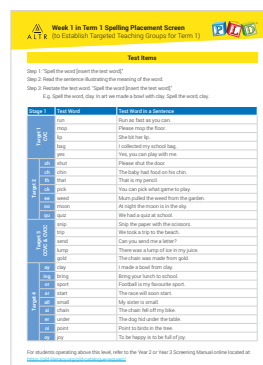 ALTR
Week 1 in Term 1 Spelling Placement Screen
(to Establish Targeted Teaching Groups for Term 1)
PLD
Test Items
Step 1: "Spell the word [insert the test word]."
Step 2: Read the sentence illustrating the meaning of the word.
Step 3: Restate the test word. "Spell the word [insert the test word]."
E.g. Spell the word, clay. In art we made a bowl with clay. Spell the word, clay.
Stage 1 Test Word Test Word in a Sentence
Target 1 CVC
run Run as fast as you can.
mop Please mop the floor.
lip She bit her lip.
bag I collected my school bag.
yes Yes, you can play with me.
Target 2
sh shut Please shut the door.
ch chin The baby had food on his chin.
th that That is my pencil.
ck pick You can pick what game to play.
ee weed Mum pulled the weed from the garden.
oo moon At night the moon is in the sky.
qu quiz We had a quiz at school.
Target 3 CCVC & CVCC
snip Snip the paper with the scissors.
trip We took a trip to the beach.
send Can you send me a letter?
lump There was a lump of ice in my juice.
gold The chain was made from gold.
Target 4
ay clay I made a bowl from clay.
ing bring Bring your lunch to school.
or sport Football is my favourite sport.
ar start The race will soon start.
all small My sister is small.
ai chain The chain fell off my bike.
er under The dog hid under the table.
oi point Point to birds in the tree.
oy joy To be happy is to be full of joy.
For students operating above this level, refer to the Year 2 or Year 3 Screening Manual online located at: